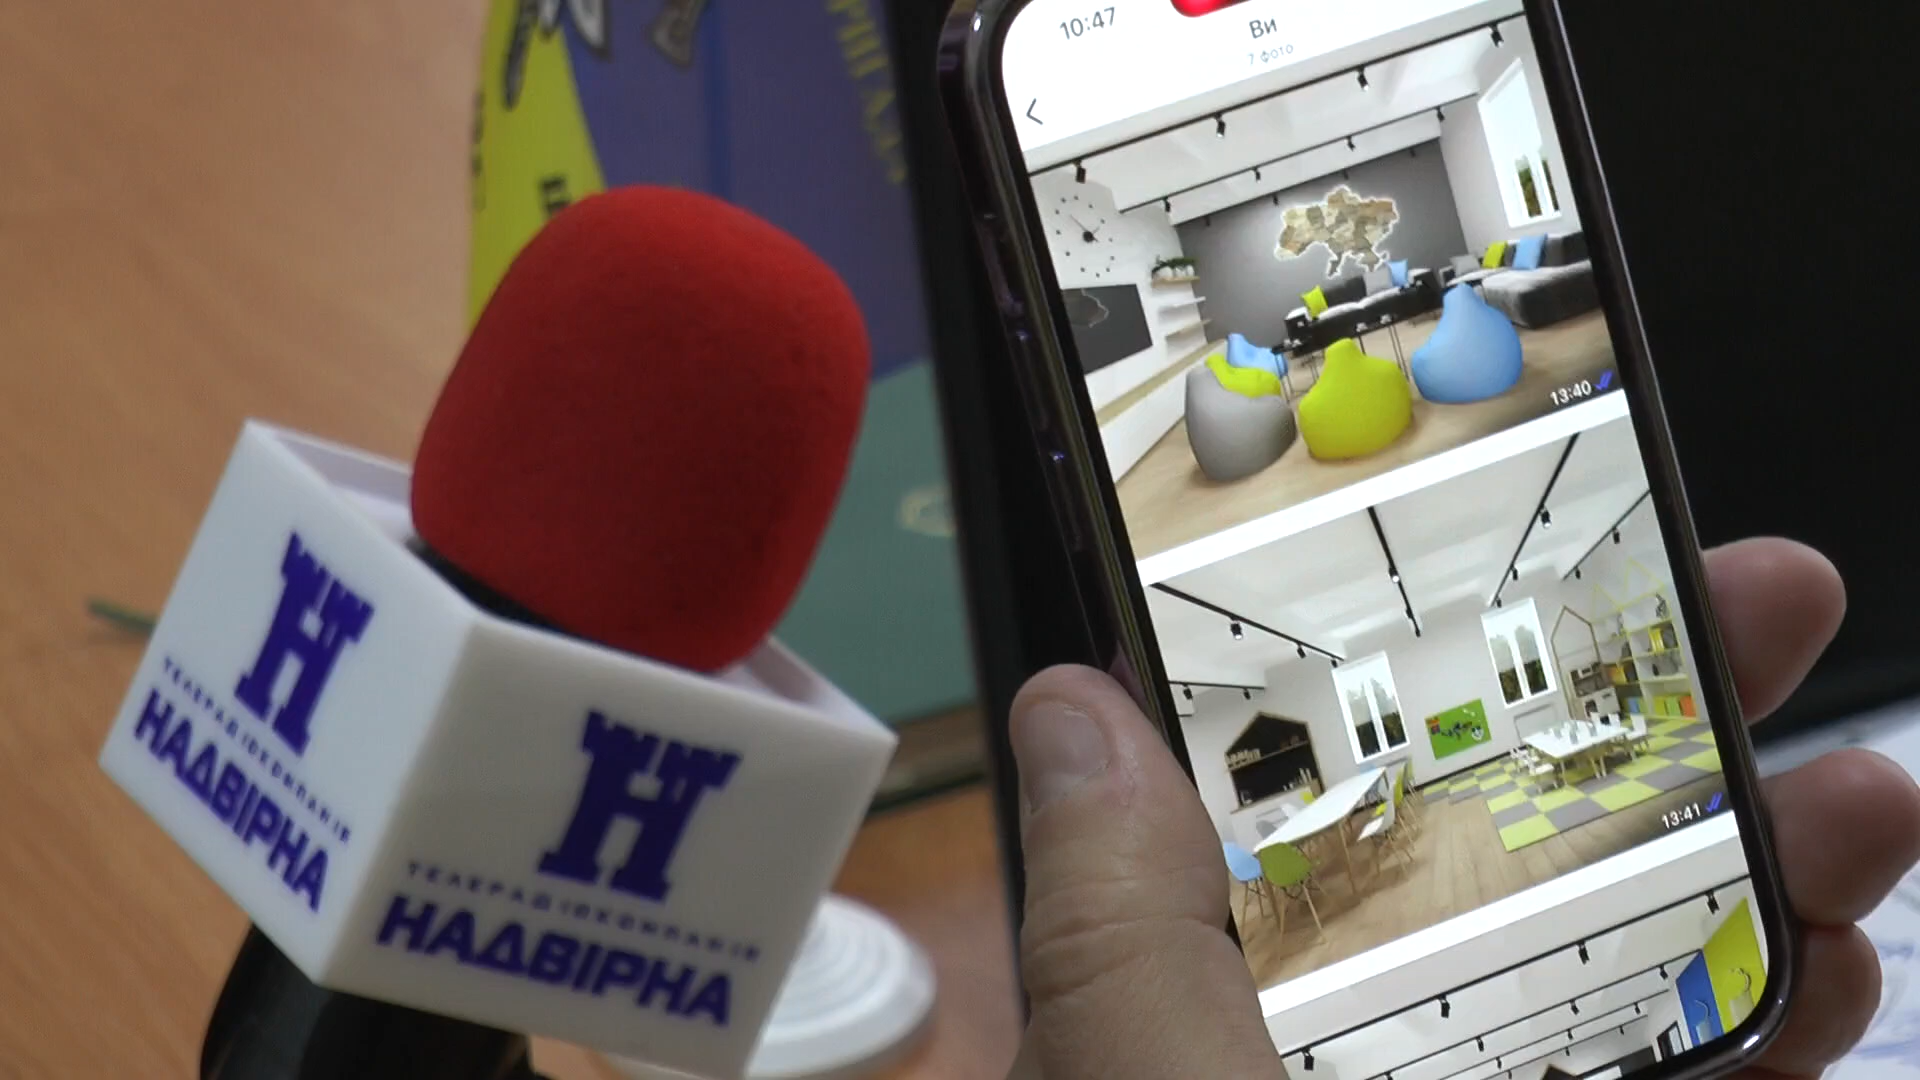 ТЕЛЕРАДІОКОМПАНІЯ
НАДВІРНА
ТЕЛЕРАДІОКОМПАНІЯ
НАДВІРНА
10:47
Ви
7 фото
13:40
13:41